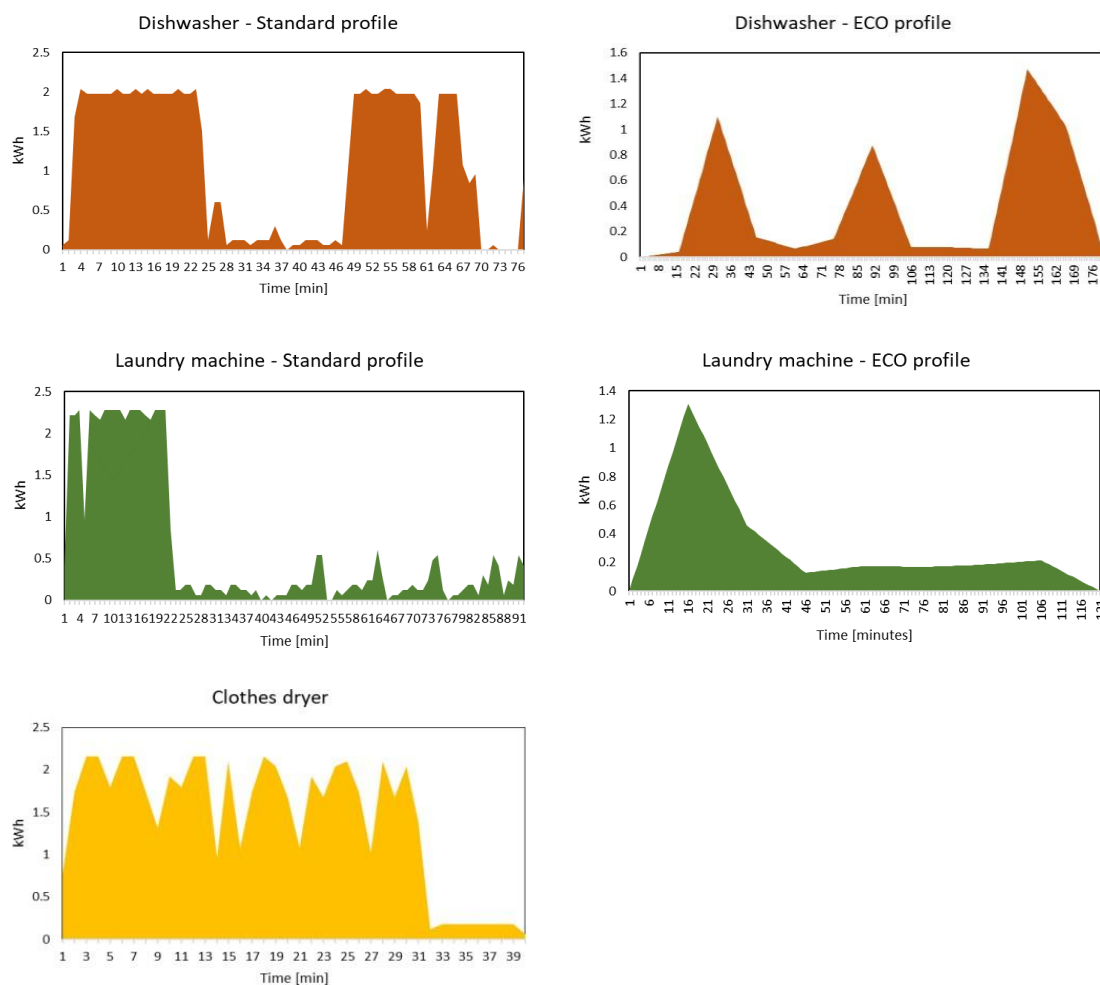 Dishwasher - Standard profile
2.5
2
1.5
1
0.5
0
kWh
1 4 7 10 13 16 19 22 25 28 31 34 37 40 43 46 49 52 55 58 61 64 67 70 73 76
Time [min]
Dishwasher - ECO profile
1.6
1.4
1.2
1
0.8
0.6
0.4
0.2
0
kWh
1 8 15 22 29 36 43 50 57 64 71 78 85 92 99 106 113 120 127 134 141 148 155 162 169 176
Time [min]
Laundry machine - Standard profile
2.5
2
1.5
1
0.5
0
kWh
1 4 7 10 13 16 19 22 25 28 31 34 37 40 43 46 49 52 55 58 61 64 67 70 73 76 79 82 85 88 91
Time [min]
Laundry machine - ECO profile
1.4
1.2
1
0.8
0.6
0.4
0.2
0
kWh
1 6 11 16 21 26 31 36 41 46 51 56 61 66 71 76 81 86 91 96 101 106 111 116 121
Time [minutes]
Clothes dryer
2.5
2
1.5
1
0.5
0
kWh
1 3 5 7 9 11 13 15 17 19 21 23 25 27 29 31 33 35 37 39
Time [min]